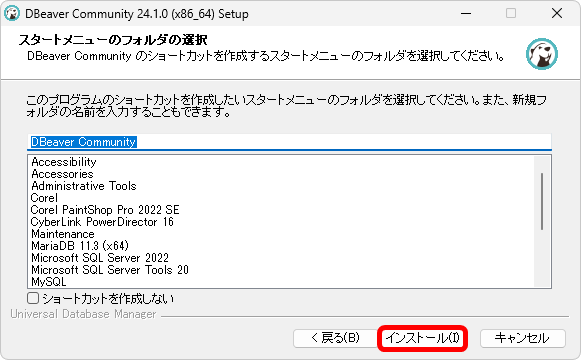 DBeaver Community 24.1.0 (x86_64) Setup
スタートメニューのフォルダの選択
DBeaver Community のショートカットを作成するスタートメニューのフォルダを選択してください。
このプログラムのショートカットを作成したいスタートメニューのフォルダを選択してください。また、新規フ
ォルダの名前を入力することもできます。
DBeaver Community
Accessibility
Accessories
Administrative Tools
Corel
Corel PaintShop Pro 2022 SE
CyberLink PowerDirector 16
Maintenance
MariaDB 11.3 (x64)
Microsoft SQL Server 2022
Microsoft SQL Server Tools 20
MySQL
ショートカットを作成しない
Universal Database Manager
< 戻る(B) インストール(I) キャンセル